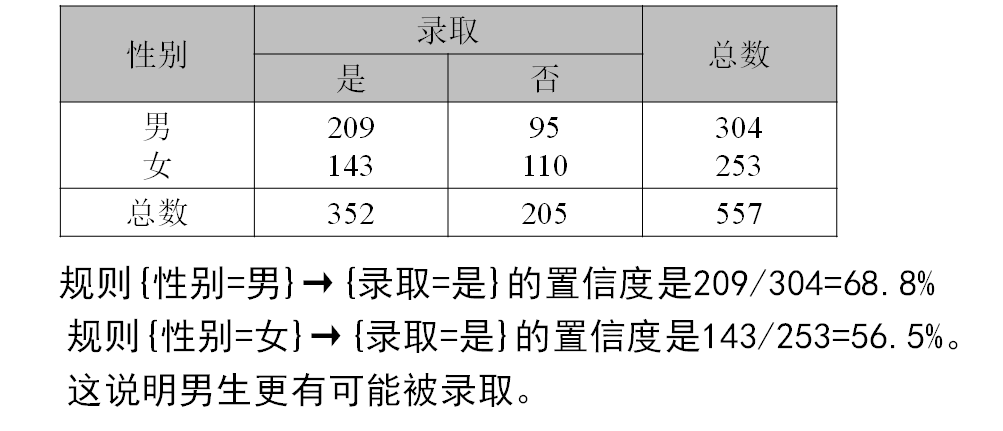 性别 录取 总数
是 否
男 209 95 304
女 143 110 253
总数 352 205 557
规则{性别=男}→{录取=是}的置信度是209/304=68.8%
规则{性别=女}→{录取=是}的置信度是143/253=56.5%。
这说明男生更有可能被录取。